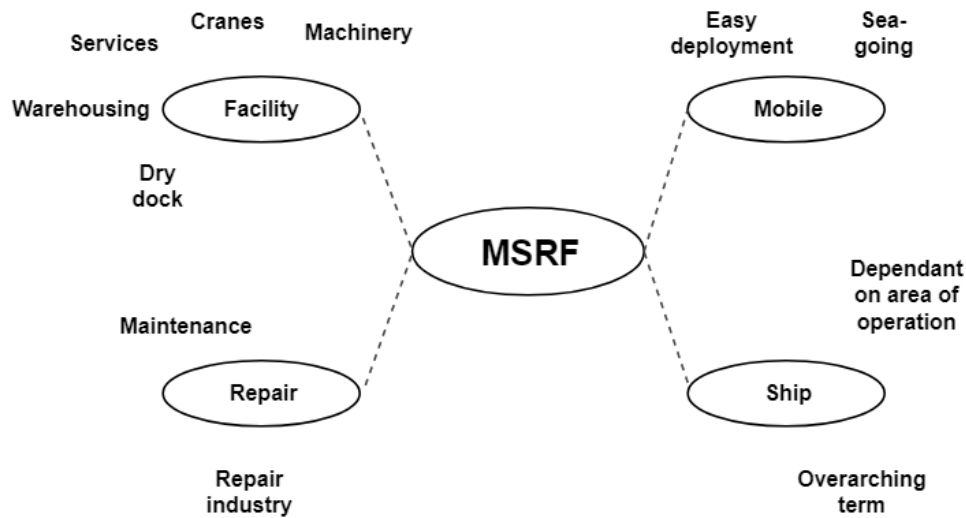 Cranes
Services
Machinery
Warehousing
Facility
Dry
dock
Easy
deployment
Sea-
going
Mobile
MSRF
Maintenance
Repair
Repair
industry
Dependant
on area of
operation
Ship
Overarching
term